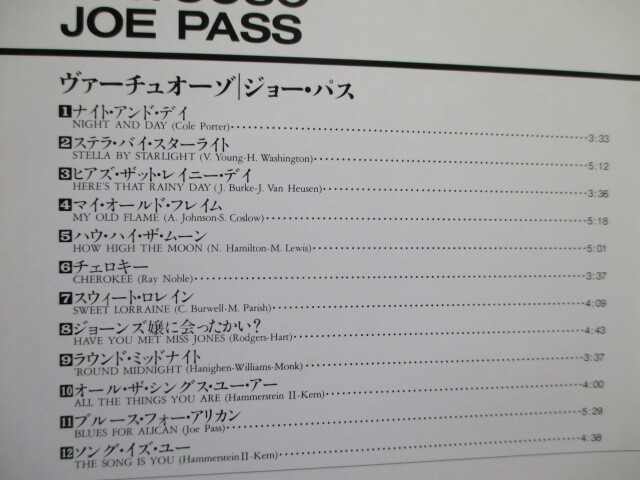 JOE PASS
ヴァーチュオーゾ|ジョー・パス
1 ナイト・アンド・デイ
NIGHT AND DAY (Cole Porter) 3:33
2 ステラ・バイ・スターライト
STELLA BY STARLIGHT (V. Young-H. Washington) 5:12
3 ヒアズ・ザット・レイニー・デイ
HERE'S THAT RAINY DAY (J. Burke-J. Van Heusen) 3:36
4 マイ・オールド・フレイム
MY OLD FLAME (A. Johnson-S. Coslow) 5:18
5 ハウ・ハイ・ザ・ムーン
HOW HIGH THE MOON (N. Hamilton-M. Lewis) 5:01
6 チェロキー
CHEROKEE (Ray Noble) 3:37
7 スウィート・ロレイン
SWEET LORRAINE (C. Burwell-M. Parish) 4:09
8 ジョーンズ嬢に会ったかい?
HAVE YOU MET MISS JONES (Rodgers-Hart) 4:43
9 ラウンド・ミッドナイト
'ROUND MIDNIGHT (Hanighen-Williams-Monk) 3:37
10 オール・ザ・シングス・ユー・アー
ALL THE THINGS YOU ARE (Hammerstein II-Kern) 4:00
11 ブルース・フォー・アリカン
BLUES FOR ALICAN (Joe Pass) 5:29
12 ソング・イズ・ユー
THE SONG IS YOU (Hammerstein II-Kern) 4:38